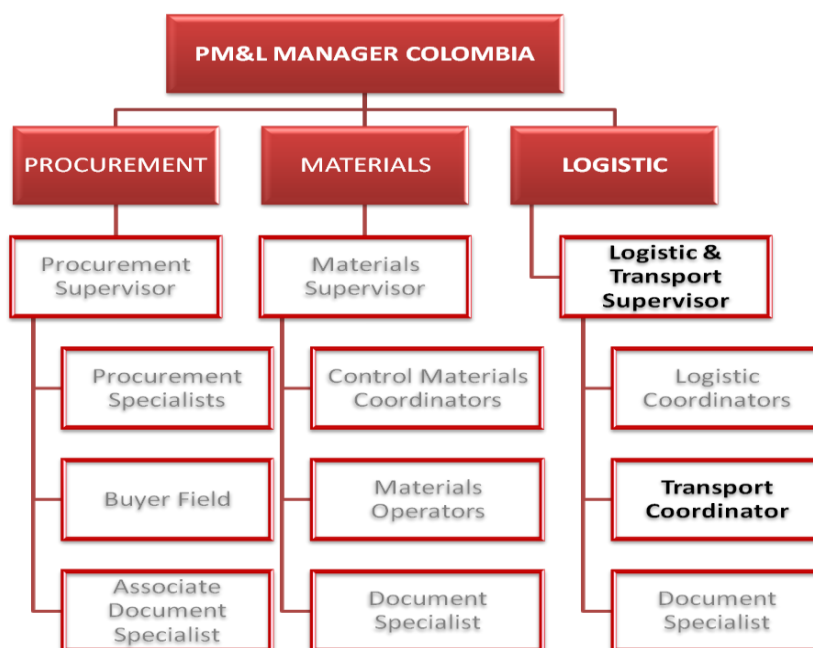 PM&L MANAGER COLOMBIA
PROCUREMENT
MATERIALS
LOGISTIC
Procurement
Supervisor
Materials
Supervisor
Logistic &
Transport
Supervisor
Procurement
Specialists
Control Materials
Coordinators
Logistic
Coordinators
Buyer Field
Materials
Operators
Transport
Coordinator
Associate
Document
Specialist
Document
Specialist
Document
Specialist